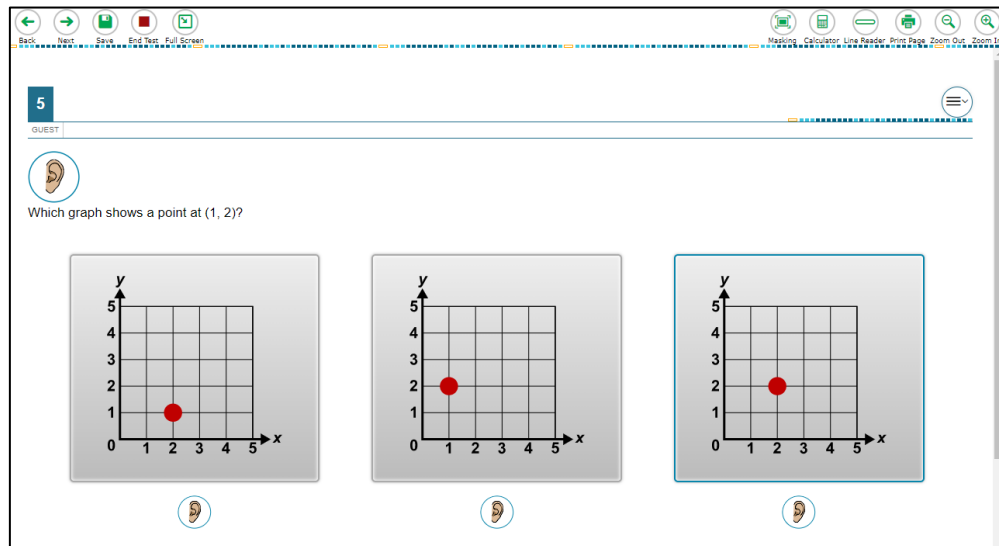 Back Next Save End Test Full Screen Masking Calculator Line Reader Print Page Zoom Out Zoom In
5
GUEST
Which graph shows a point at (1, 2)?
y
5
4
3
2
1
0 1 2 3 4 5 x
y
5
4
3
2
1
0 1 2 3 4 5 x
y
5
4
3
2
1
0 1 2 3 4 5 x